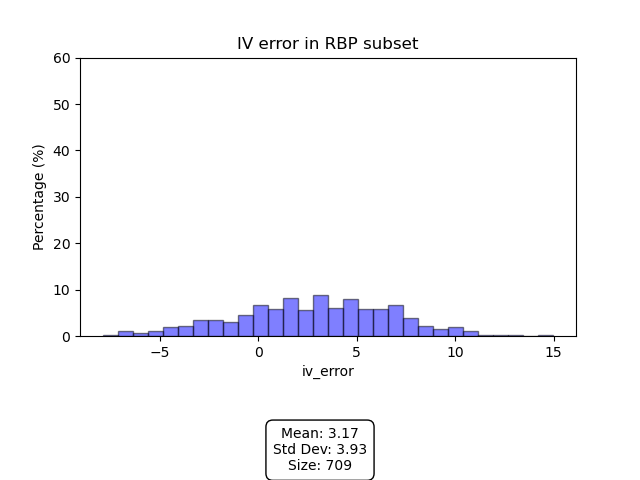 IV error in RBP subset
60
50
40
30
20
10
0
Percentage (%)
−5
0
5
10
15
iv_error
Mean: 3.17
Std Dev: 3.93
Size: 709